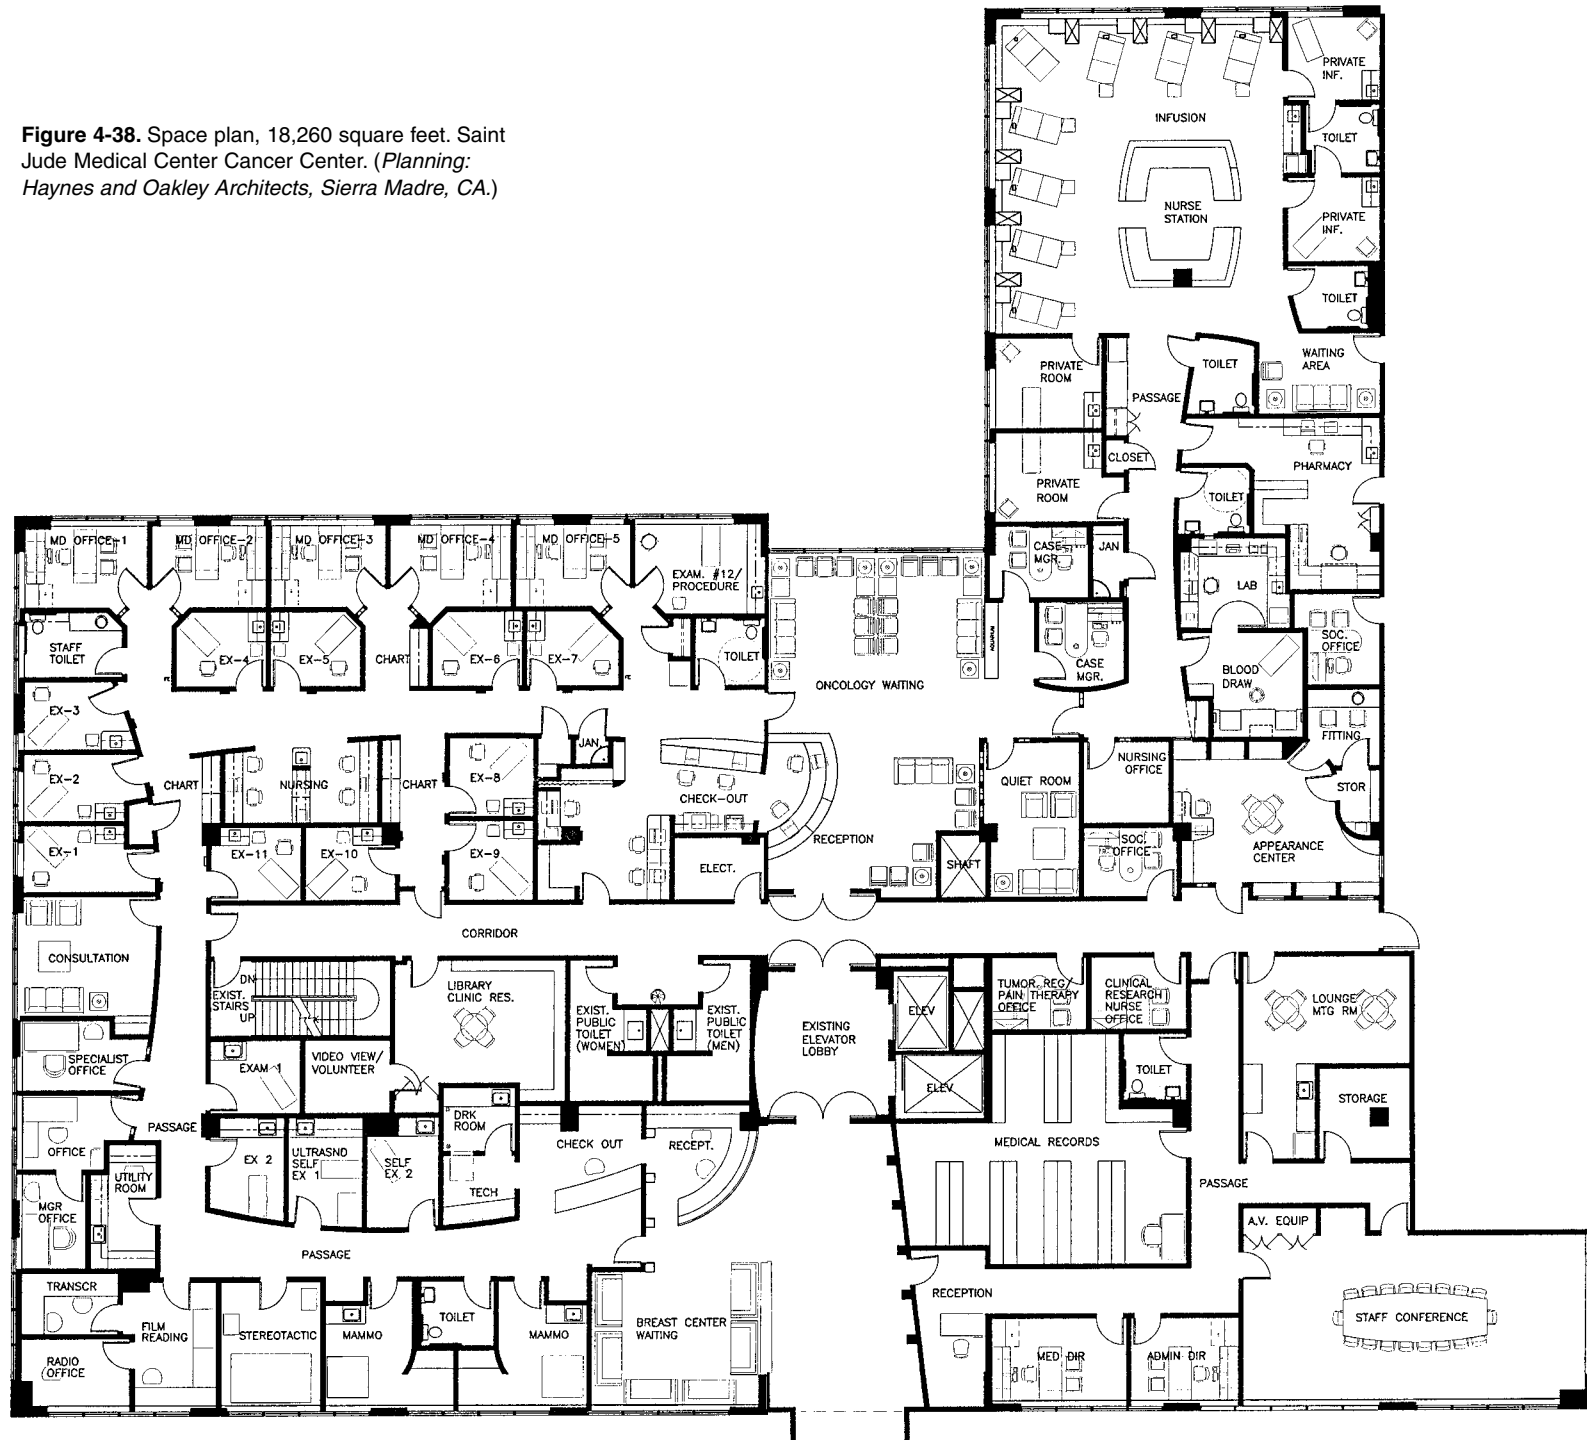 Figure 4-38. Space plan, 18,260 square feet. Saint
Jude Medical Center Cancer Center. (Planning:
Haynes and Oakley Architects, Sierra Madre, CA.)
PRIVATE
INF.
INFUSION
TOILET
NURSE
STATION
PRIVATE
INF.
TOILET
PRIVATE
ROOM
TOILET
WAITING
AREA
PASSAGE
CLOSET
PHARMACY
PRIVATE
ROOM
TOILET
MD OFFICE-1
MD OFFICE-2
MD OFFICE-3
MD OFFICE-4
MD OFFICE-5
EXAM. #12/
PROCEDURE
CASE
MGR.
JAN
LAB
STAFF
TOILET
EX-4
EX-5
CHART
EX-6
EX-7
TOILET
ONCOLOGY WAITING
AQUARIUM
CASE
MGR.
BLOOD
DRAW
SOC.
OFFICE
EX-3
FITTING
JAN.
EX-2
CHART
NURSING
CHART
EX-8
CHECK-OUT
QUIET ROOM
NURSING
OFFICE
STOR
EX-1
EX-11
EX-10
EX-9
ELECT.
RECEPTION
SHAFT
SOC.
OFFICE
APPEARANCE
CENTER
CORRIDOR
CONSULTATION
DN
EXIST.
STAIRS
UP
LIBRARY
CLINIC RES.
EXIST.
PUBLIC
TOILET
(WOMEN)
EXIST.
PUBLIC
TOILET
(MEN)
EXISTING
ELEVATOR
LOBBY
ELEV
TUMOR REG/
PAIN THERAPY
OFFICE
CLINICAL
RESEARCH
NURSE
OFFICE
LOUNGE
MTG RM
SPECIALIST
OFFICE
EXAM-1
VIDEO VIEW/
VOLUNTEER
ELEV
TOILET
STORAGE
OFFICE
PASSAGE
DRK
ROOM
CHECK OUT
RECEPT.
MEDICAL RECORDS
EX 2
ULTRASND
SELF
EX 1
SELF
EX 2
TECH
UTILITY
ROOM
MGR
OFFICE
PASSAGE
PASSAGE
A.V. EQUIP
TRANSCR
RECEPTION
FILM
READING
STEREOTACTIC
MAMMO
TOILET
MAMMO
BREAST CENTER
WAITING
STAFF CONFERENCE
RADIO
OFFICE
MED DIR
ADMIN DIR